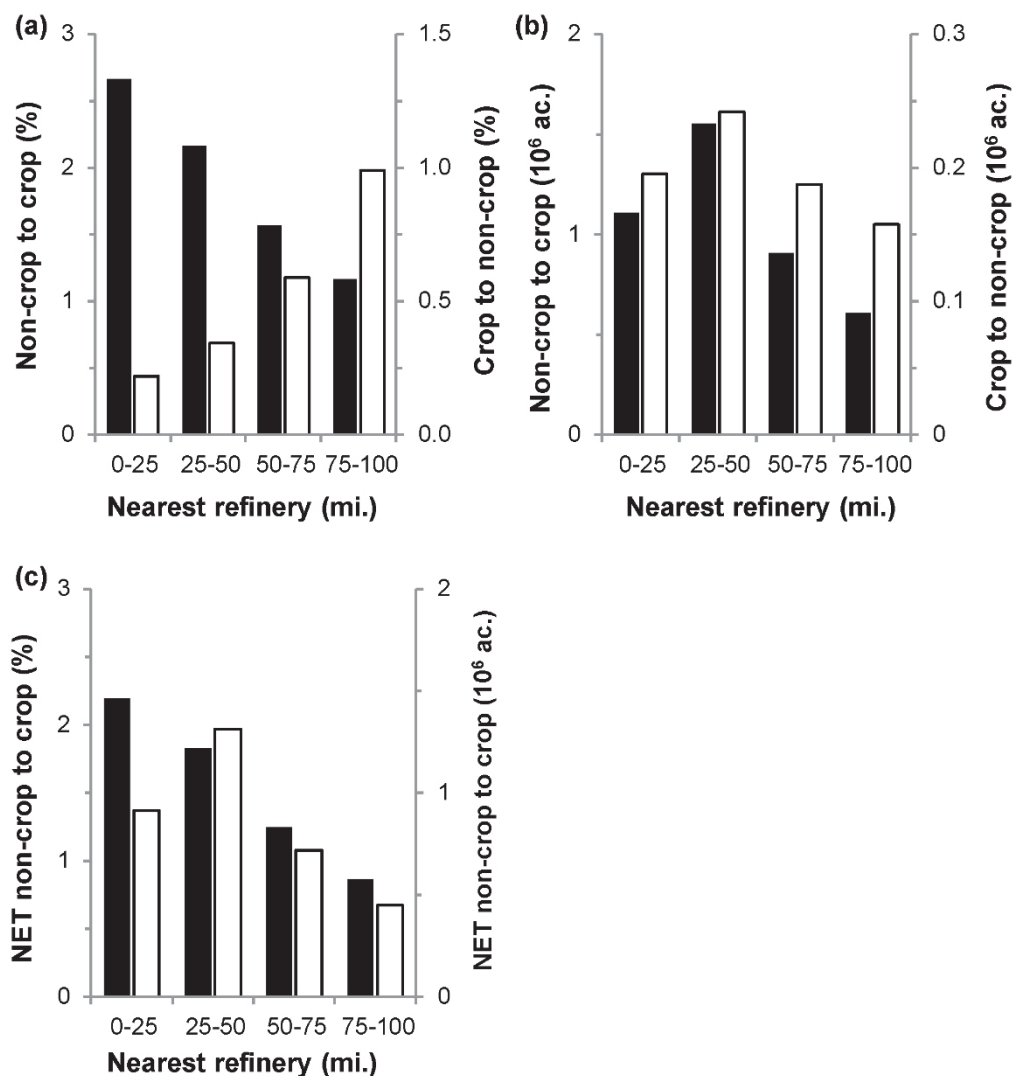 (a)
3
2
1
0
Non-crop to crop (%)
1.5
1.0
0.5
0.0
Crop to non-crop (%)
0-25 25-50 50-75 75-100
Nearest refinery (mi.)
(b)
2
1
0
Non-crop to crop (10⁶ ac.)
0.3
0.2
0.1
0
Crop to non-crop (10⁶ ac.)
0-25 25-50 50-75 75-100
Nearest refinery (mi.)
(c)
3
2
1
0
NET non-crop to crop (%)
2
1
0
NET non-crop to crop (10⁶ ac.)
0-25 25-50 50-75 75-100
Nearest refinery (mi.)